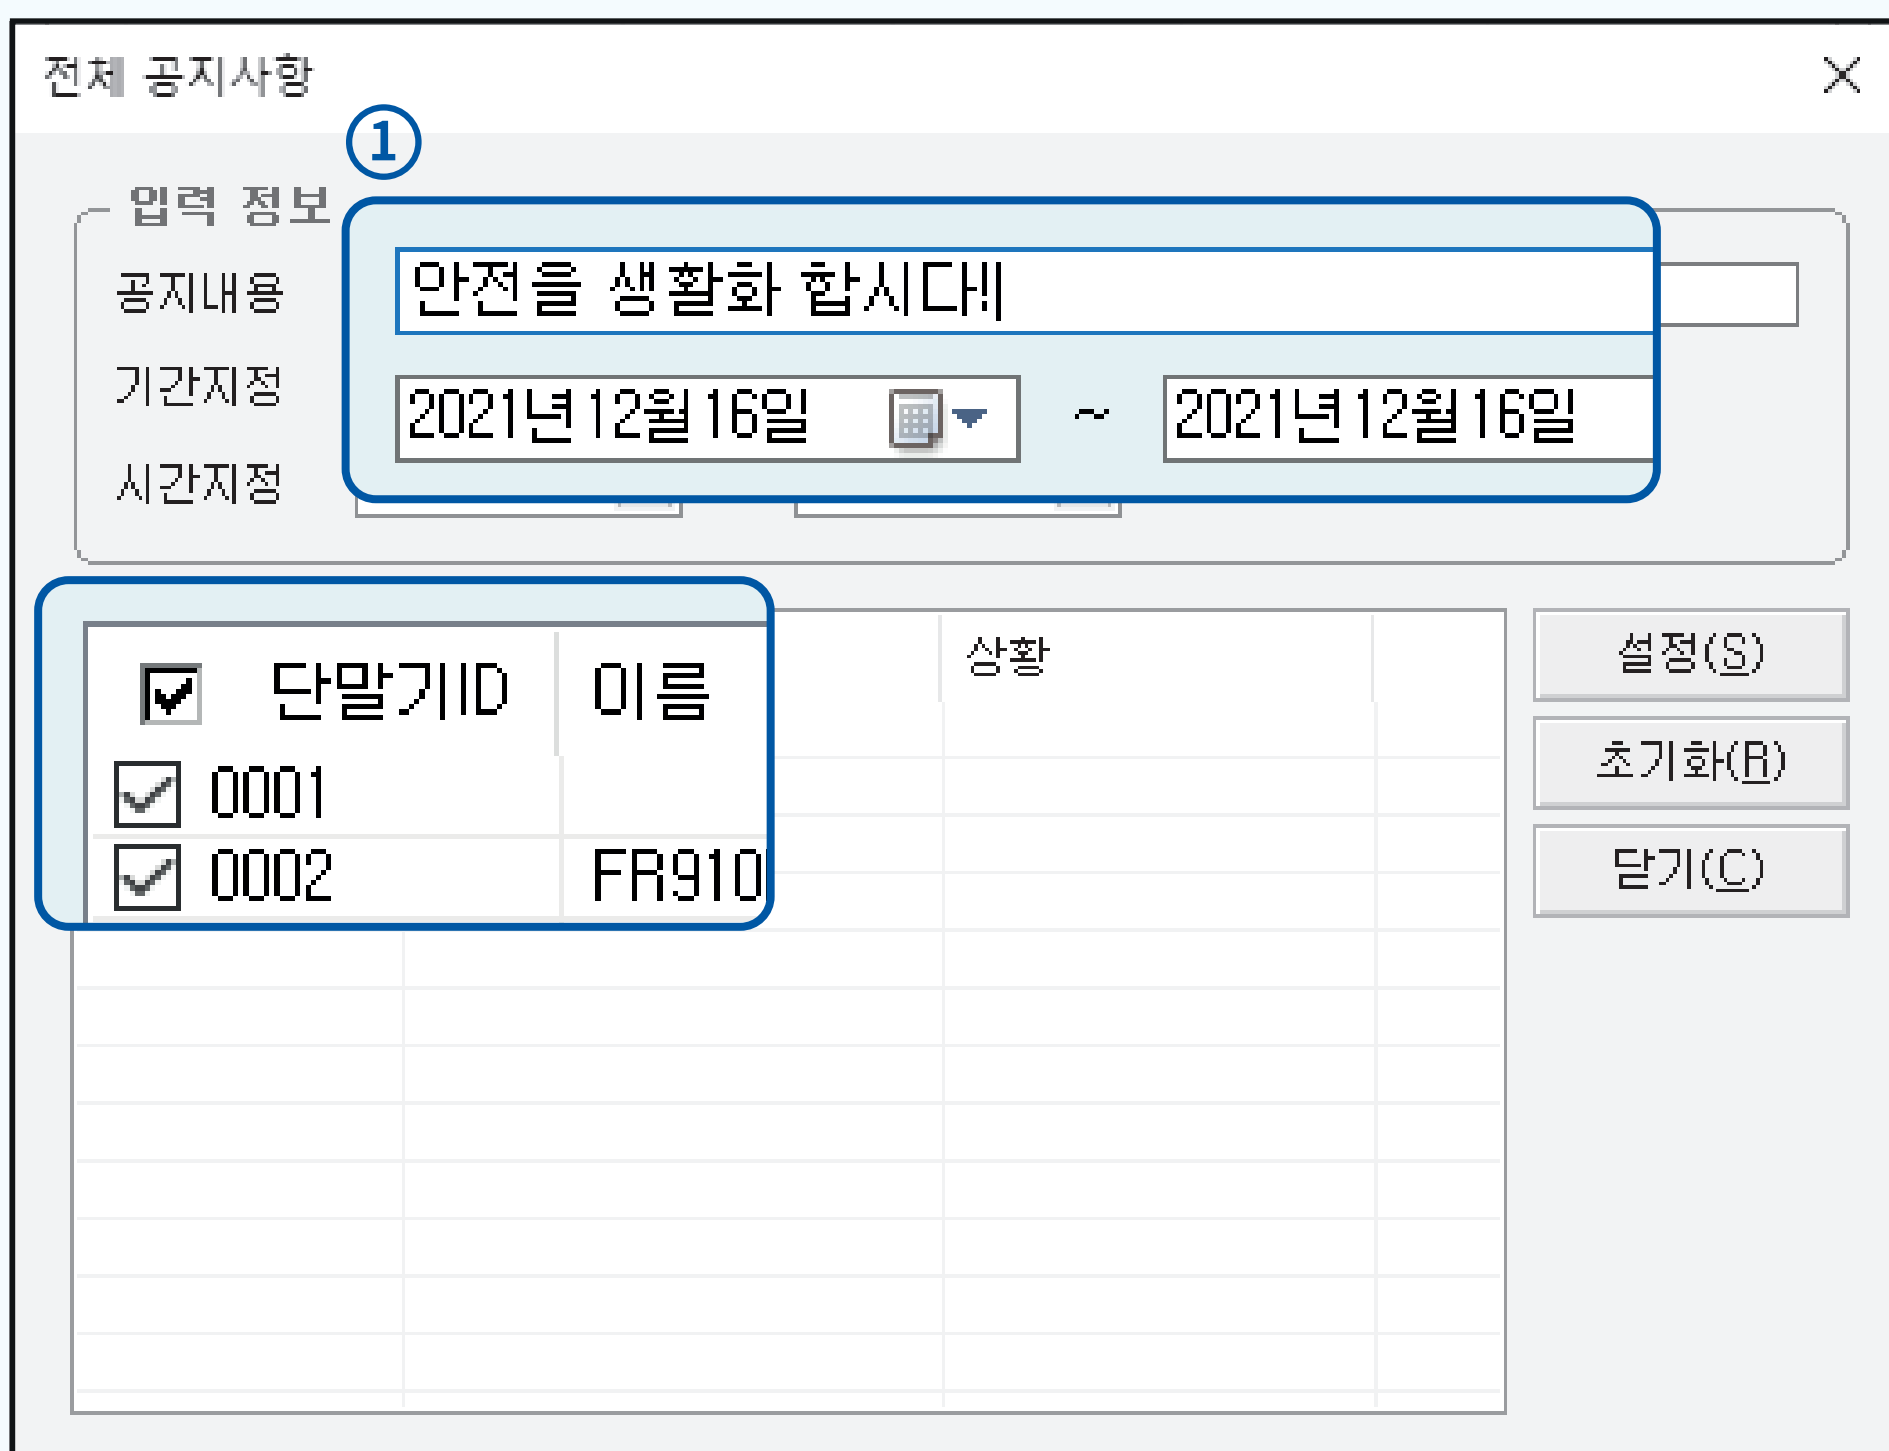 전체 공지사항
①
입력 정보
공지내용 안전을 생활화 합시다!
기간지정 2021년12월16일 ~ 2021년12월16일
시간지정
단말기ID 이름 상황
0001
0002 FR910
설정(S)
초기화(R)
닫기(C)